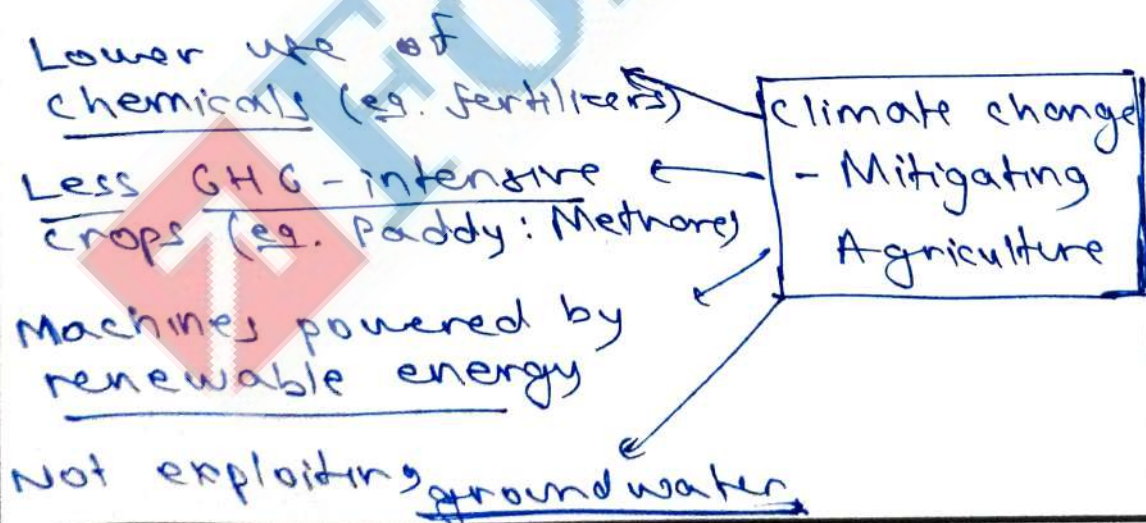 Lower use of
chemicals (eg. fertilizers)
Less GHG-intensive
crops (eg. Paddy: Methane)
Machines powered by
renewable energy
Not exploiting groundwater
Climate change
- Mitigating
Agriculture